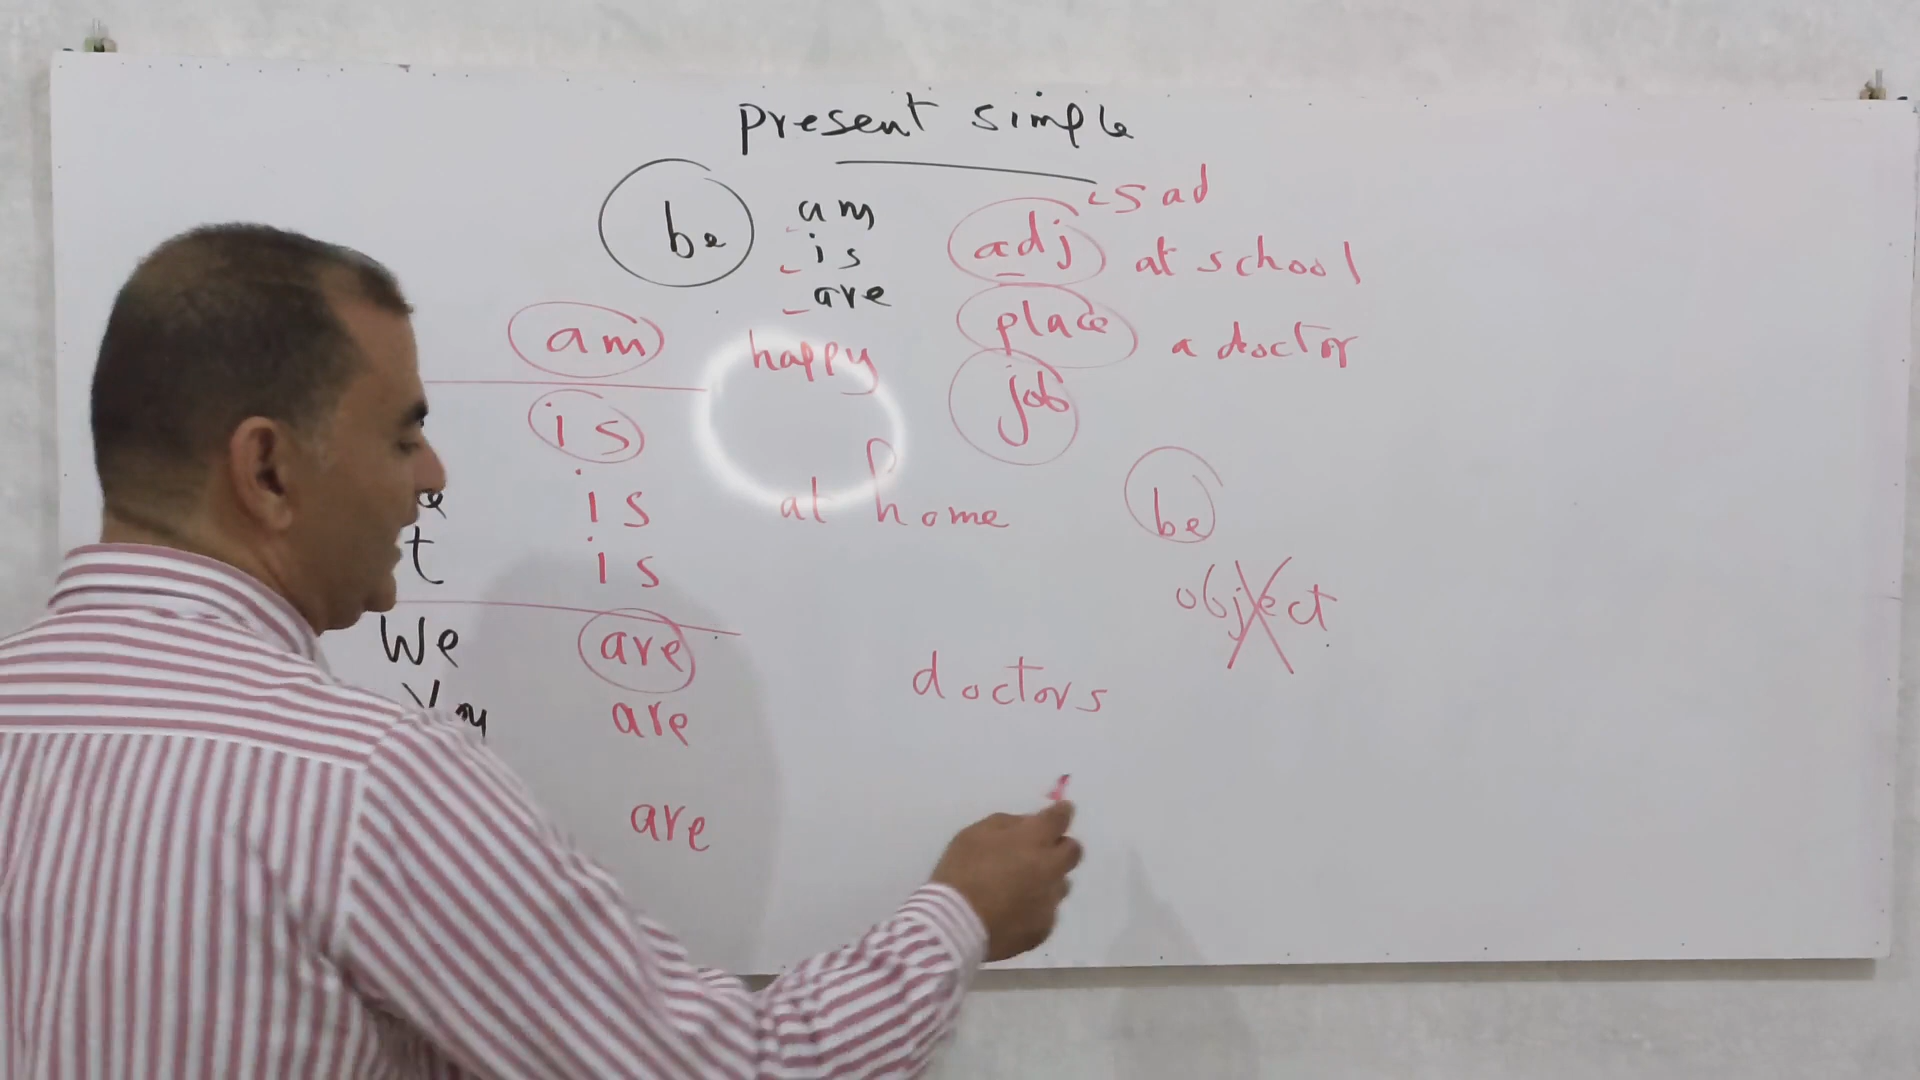 present simple
be am adj sad
is at school
are place a doctor
am happy job
is
is at home be
is object
We are doctors
You are
are